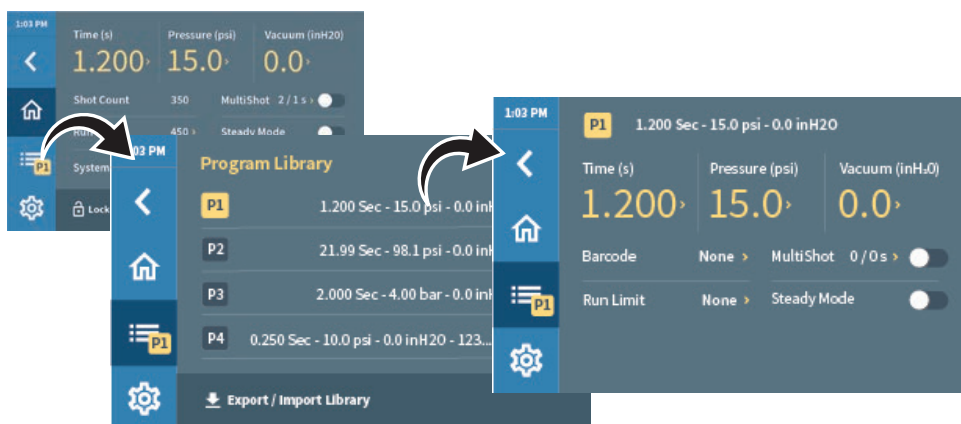 1:03 PM
Time (s) Pressure (psi) Vacuum (inH20)
1.200 › 15.0 › 0.0 ›
Shot Count 350 MultiShot 2 / 1 s ›
450 › Steady Mode
P1 System
Lock
03 PM
Program Library
P1 1.200 Sec - 15.0 psi - 0.0
P2 21.99 Sec - 98.1 psi - 0.0
P3 2.000 Sec - 4.00 bar - 0.0
P1
P4 0.250 Sec - 10.0 psi - 0.0 inH2O - 123...
Export / Import Library
1:03 PM
P1 1.200 Sec - 15.0 psi - 0.0 inH2O
Time (s) Pressure (psi) Vacuum (inH₂0)
1.200 › 15.0 › 0.0 ›
Barcode None › MultiShot 0 / 0 s ›
P1
Run Limit None › Steady Mode